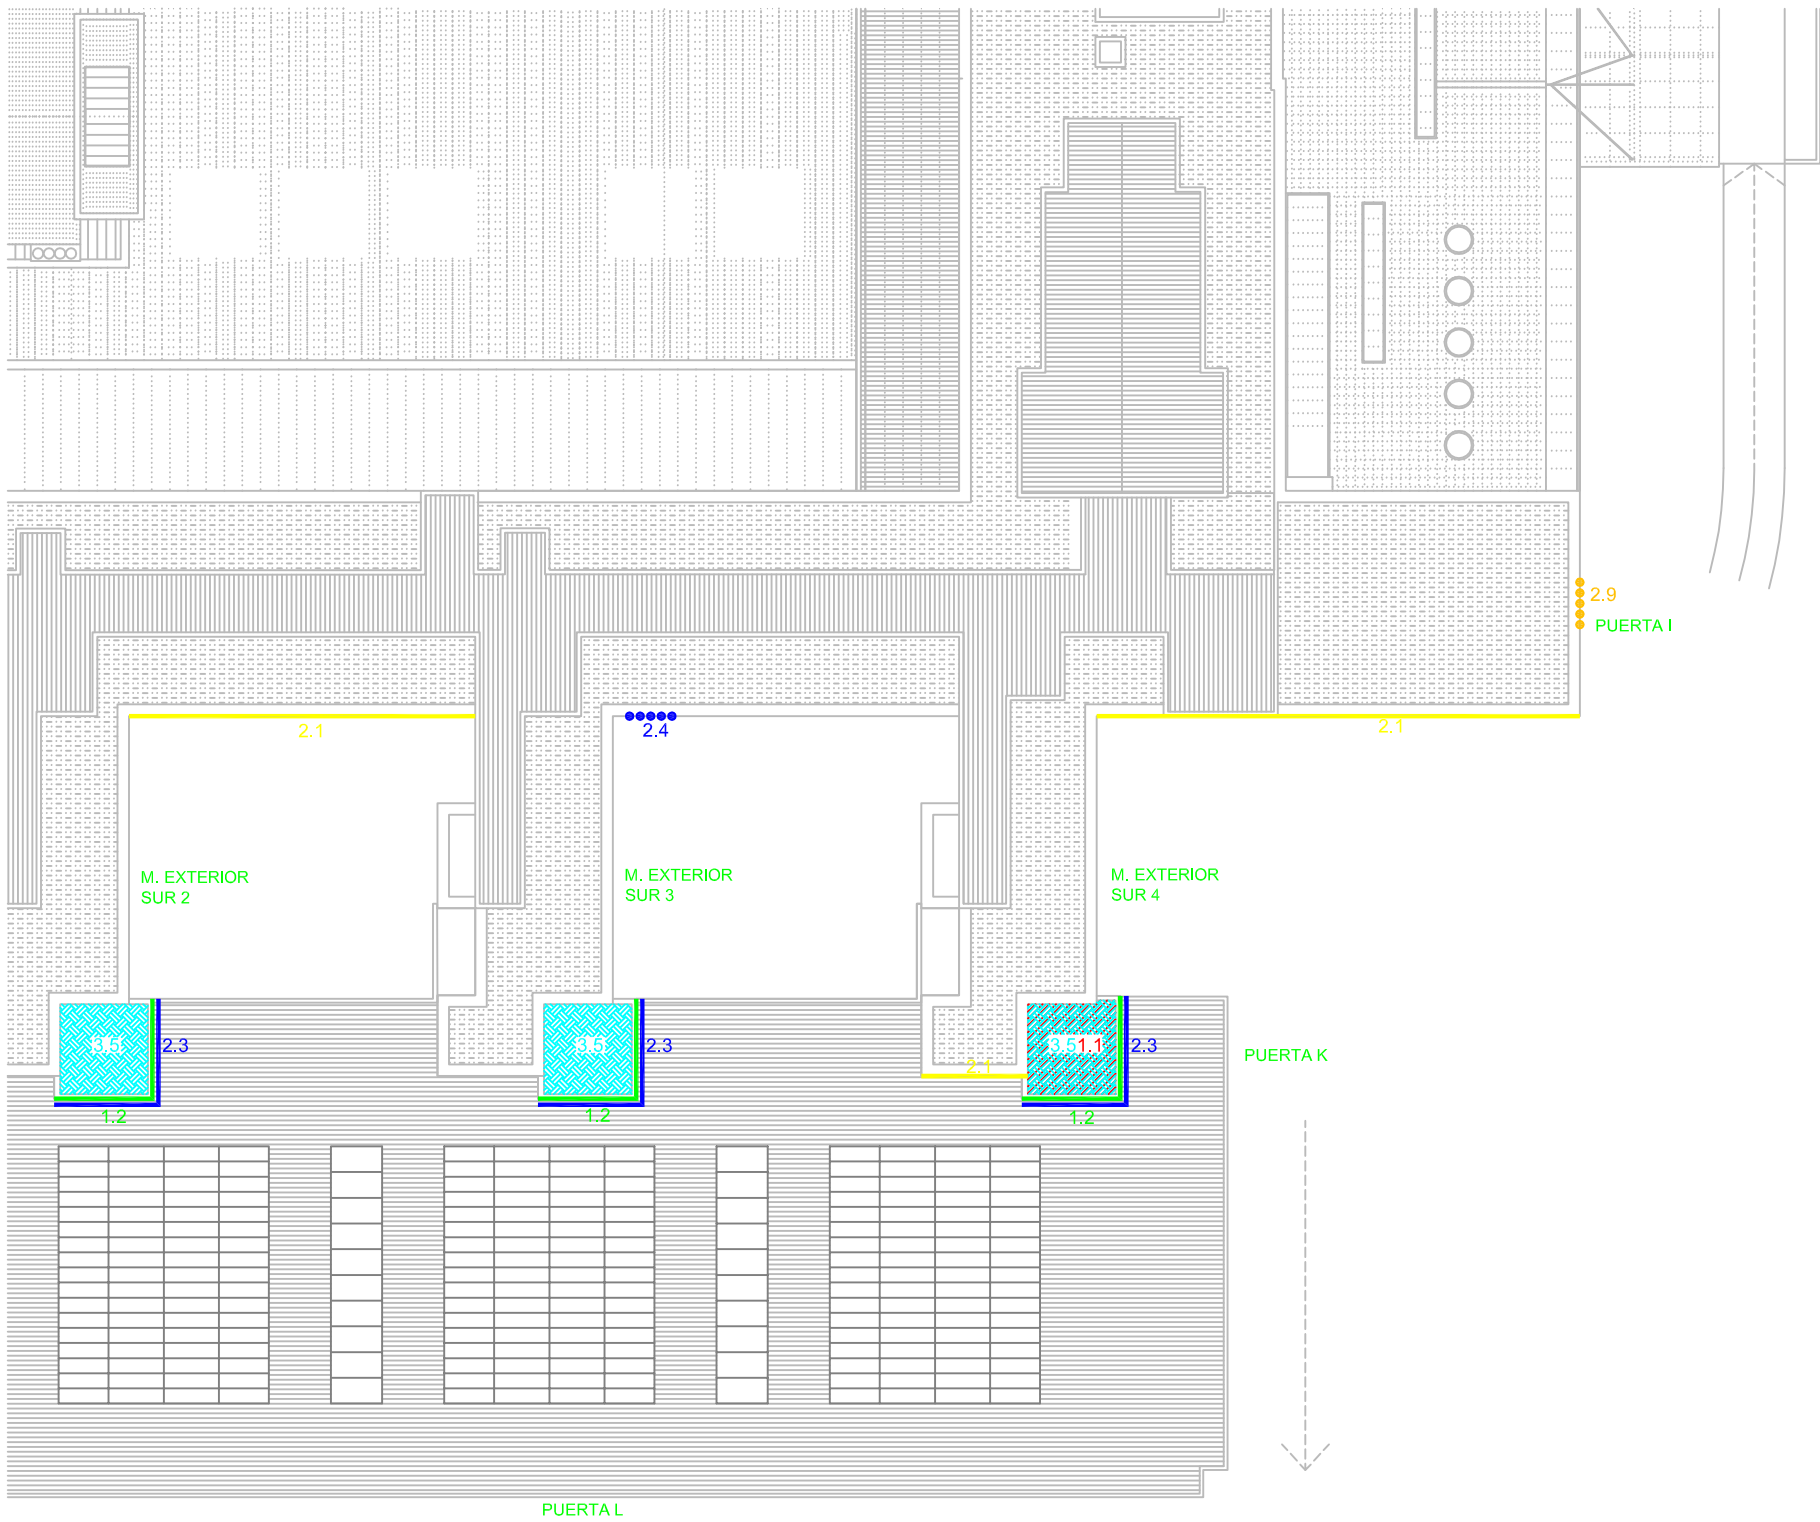 2.9
PUERTA I
2.1
2.4
2.1
M. EXTERIOR
SUR 2
M. EXTERIOR
SUR 3
M. EXTERIOR
SUR 4
3.5
2.3
3.5
2.3
3.5
1.1
2.3
PUERTA K
2.1
1.2
1.2
1.2
PUERTA L